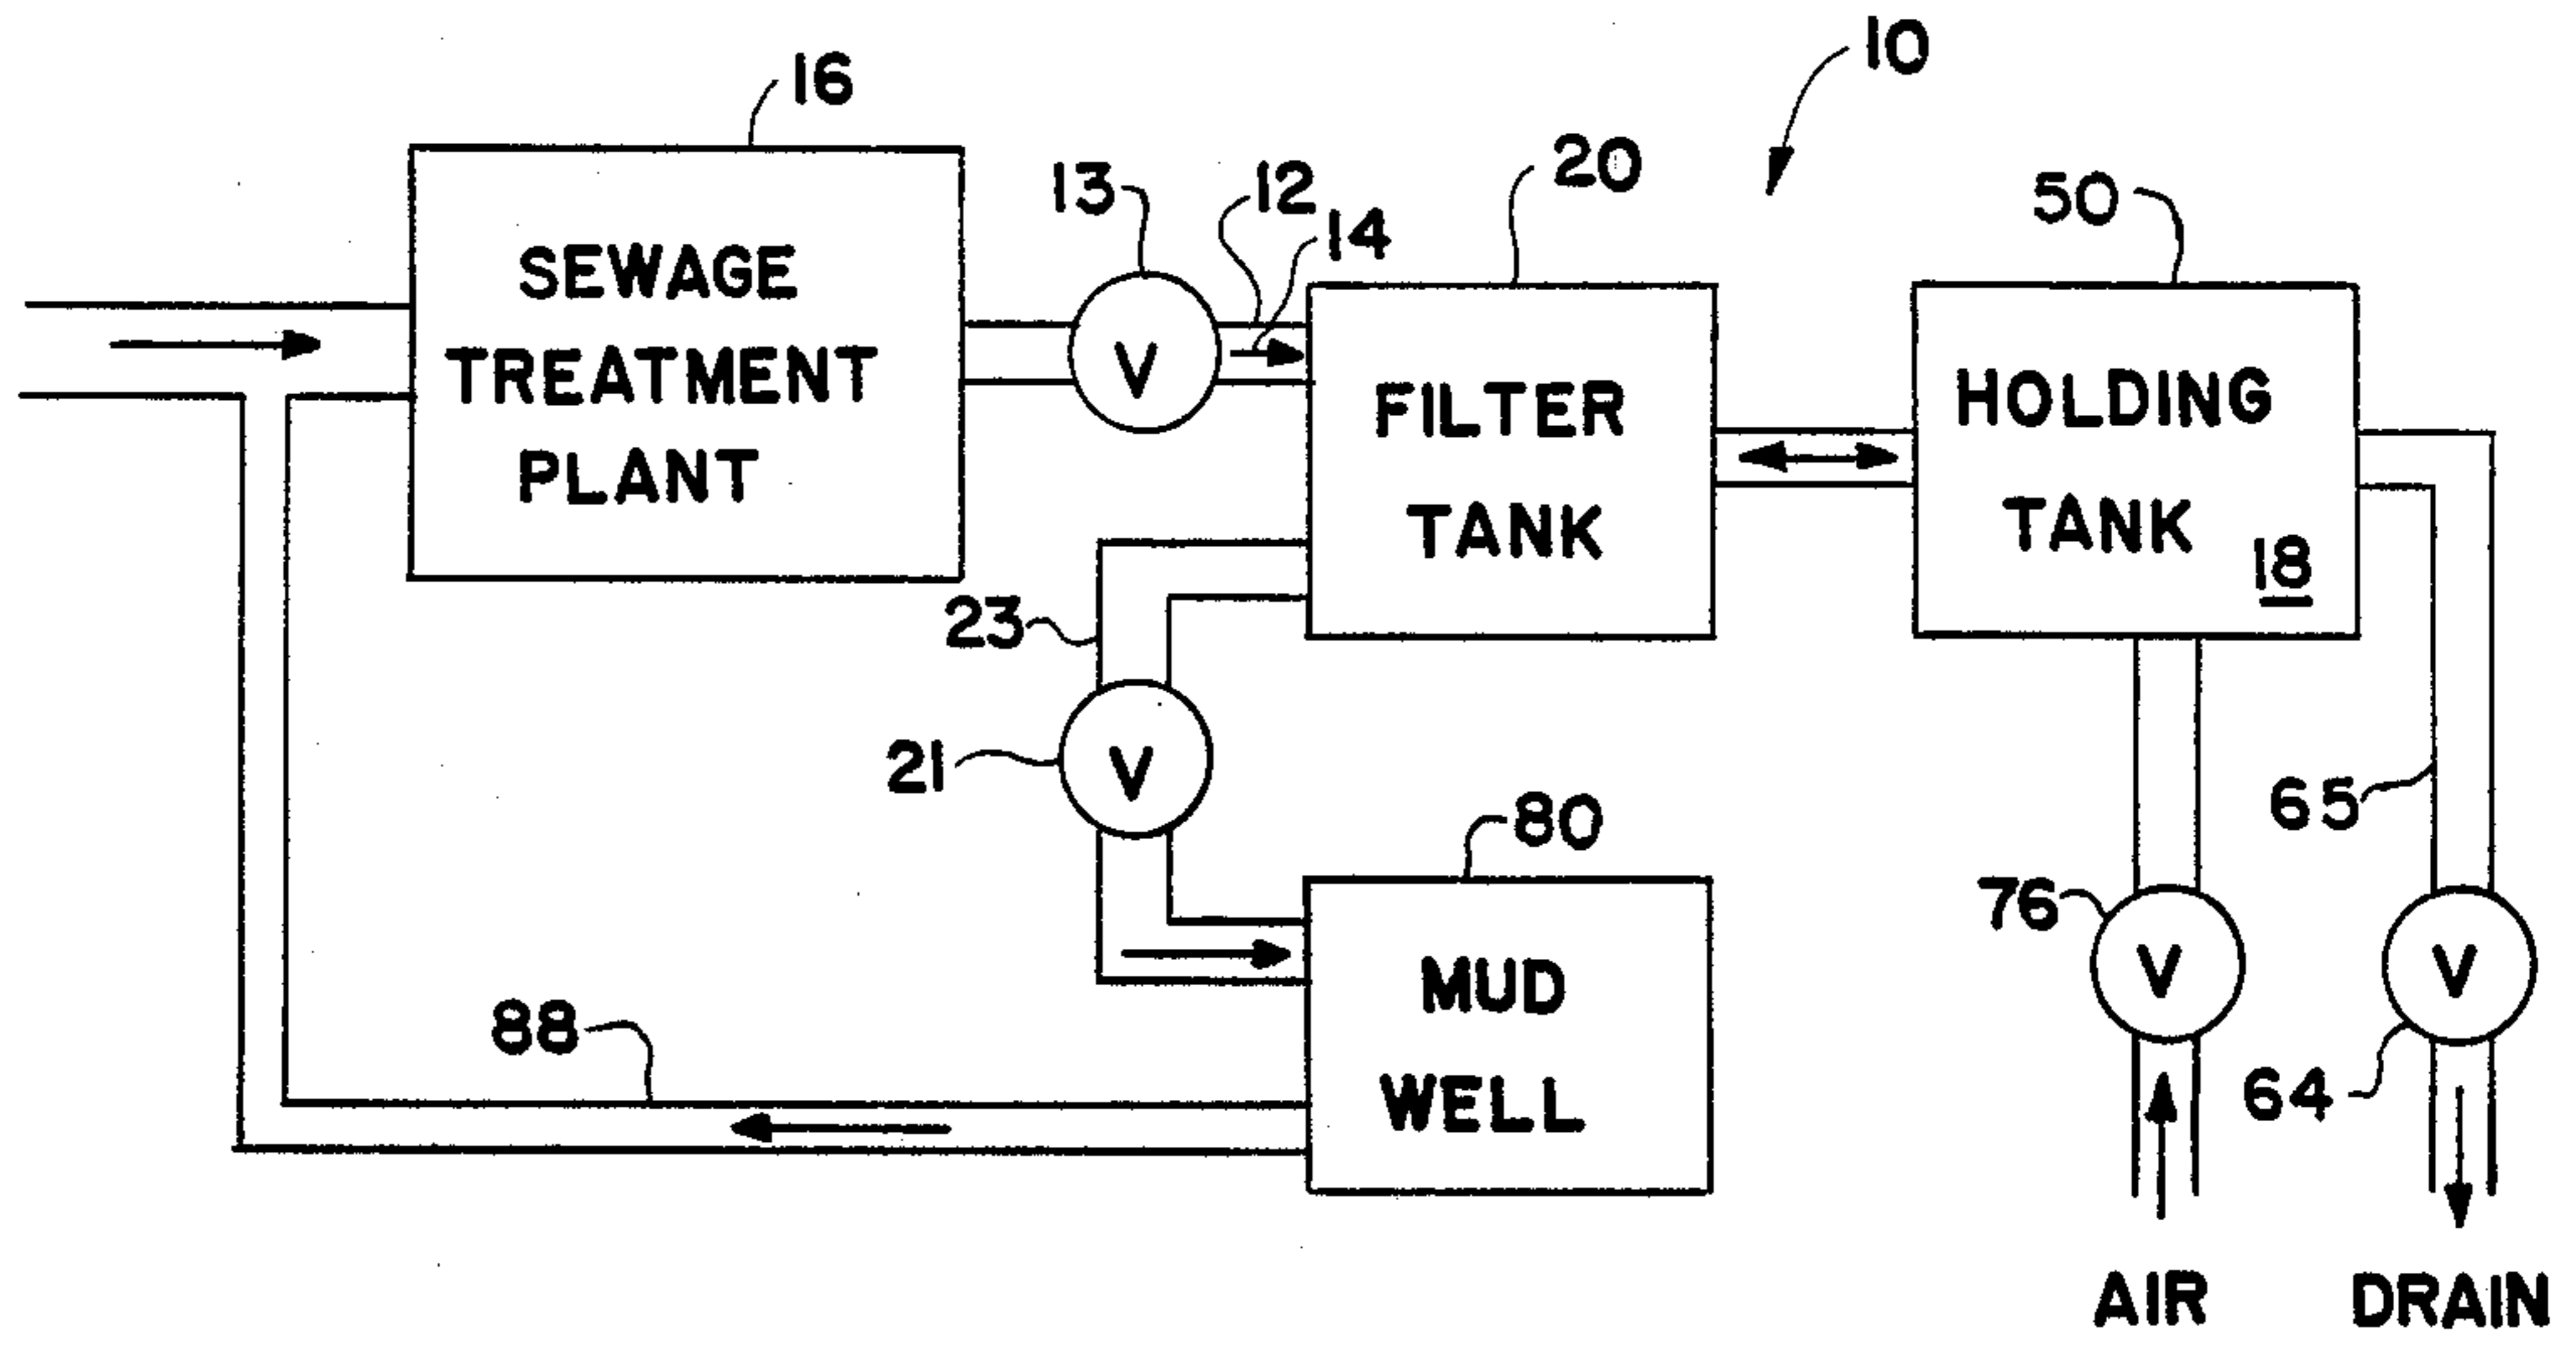 10
16
20
13
12
14
50
SEWAGE
TREATMENT
PLANT
V
FILTER
TANK
HOLDING
TANK
18
23
21
V
65
80
76
V
V
MUD
WELL
88
64
AIR
DRAIN